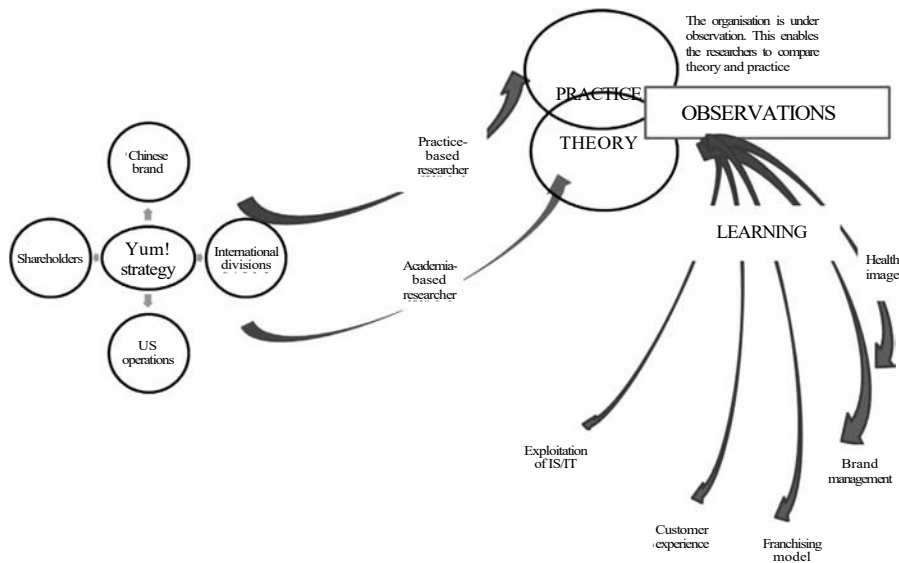 The organisation is under
observation. This enables
the researchers to compare
theory and practice
PRACTICE
OBSERVATIONS
THEORY
Practice-
based
researcher
Chinese
brand
Shareholders
Yum!
strategy
International
divisions
US
operations
Academia-
based
researcher
LEARNING
Health
image
Exploitation
of IS/IT
Customer
experience
Franchising
model
Brand
management